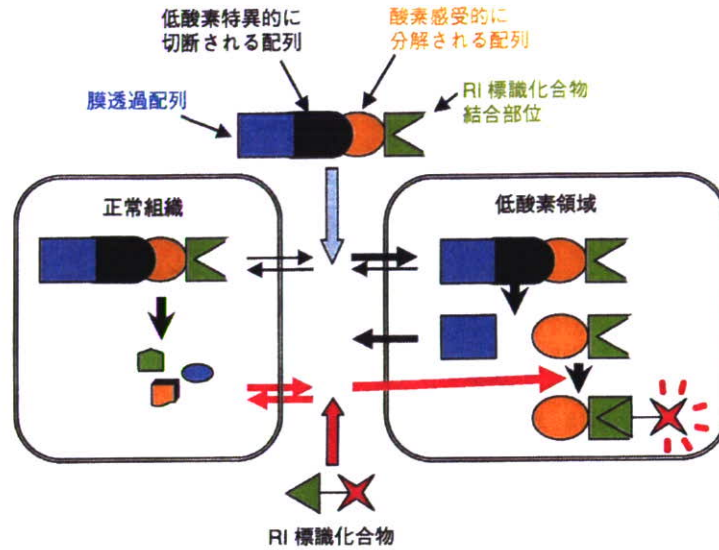 低酸素特異的に
切断される配列
酸素感受的に
分解される配列
膜透過配列
RI 標識化合物
結合部位
正常組織
低酸素領域
RI 標識化合物